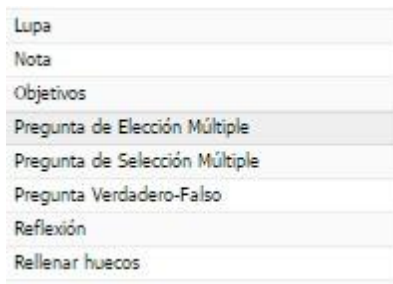 Lupa
Nota
Objetivos
Pregunta de Elección Múltiple
Pregunta de Selección Múltiple
Pregunta Verdadero-Falso
Reflexión
Rellenar huecos